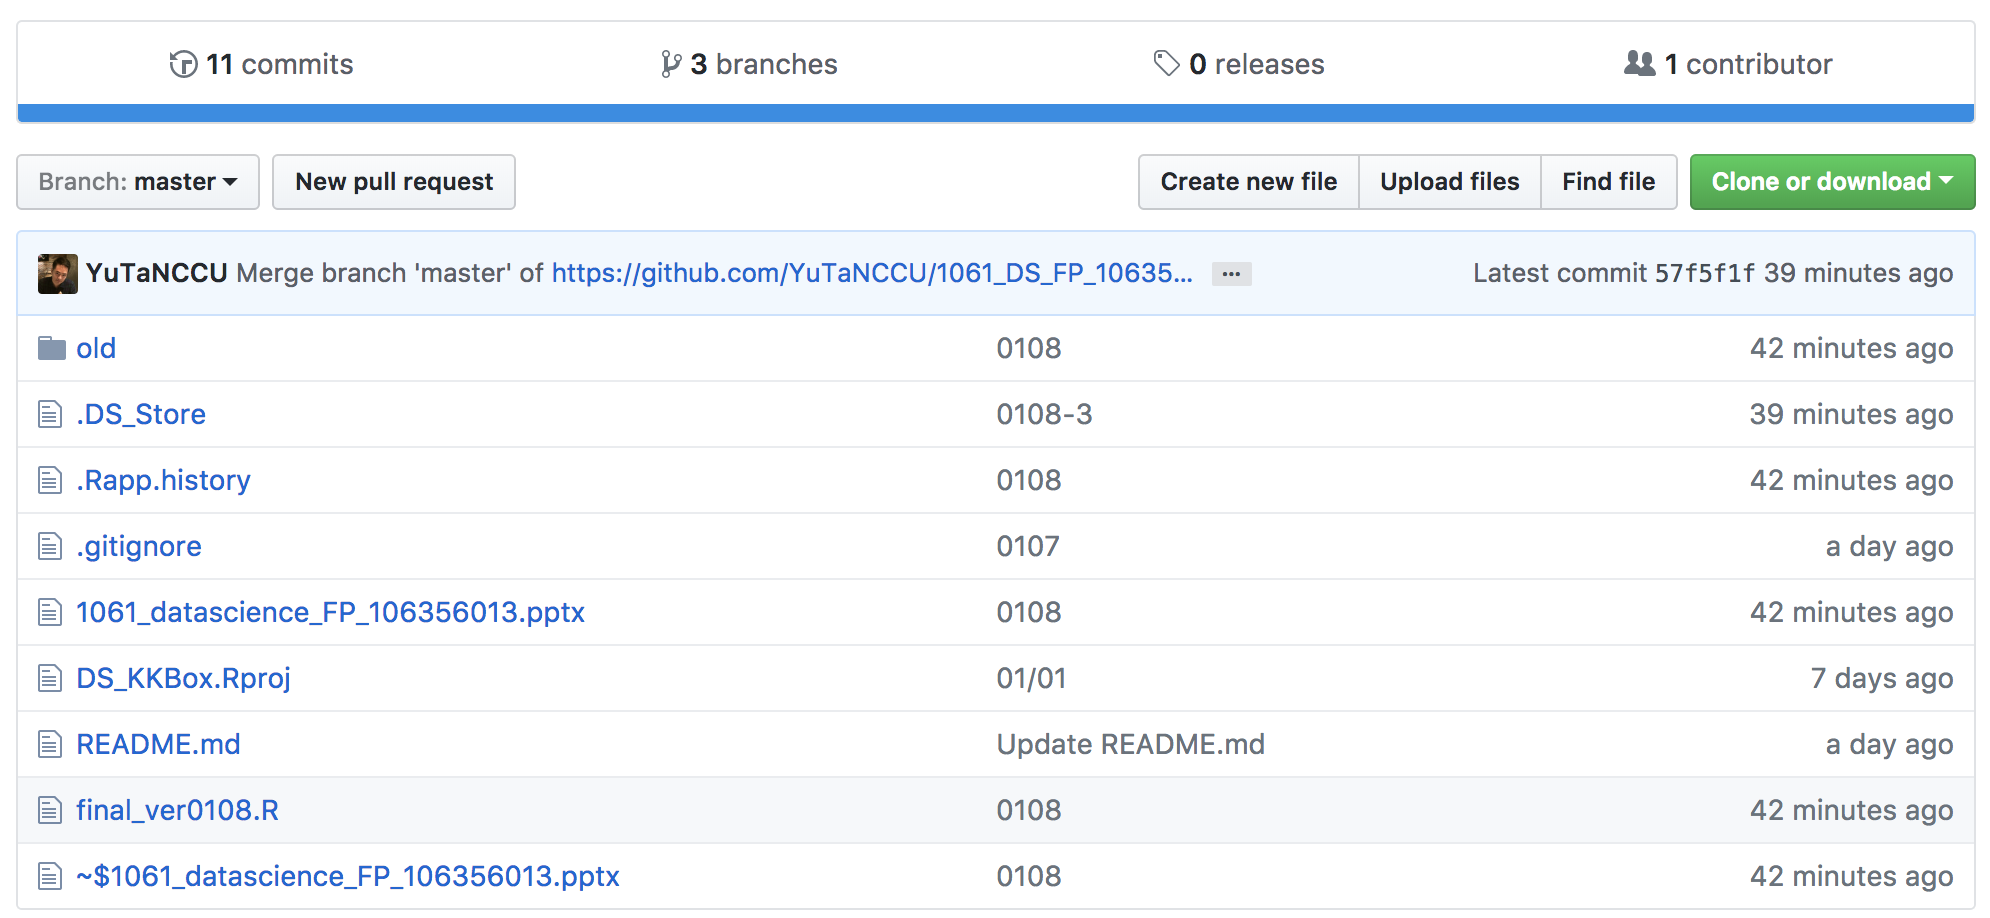 11 commits 3 branches 0 releases 1 contributor
Branch: master New pull request Create new file Upload files Find file Clone or download
YuTaNCCU Merge branch 'master' of https://github.com/YuTaNCCU/1061_DS_FP_10635... ... Latest commit 57f5f1f 39 minutes ago
old 0108 42 minutes ago
.DS_Store 0108-3 39 minutes ago
.Rapp.history 0108 42 minutes ago
.gitignore 0107 a day ago
1061_datascience_FP_106356013.pptx 0108 42 minutes ago
DS_KKBox.Rproj 01/01 7 days ago
README.md Update README.md a day ago
final_ver0108.R 0108 42 minutes ago
~$1061_datascience_FP_106356013.pptx 0108 42 minutes ago